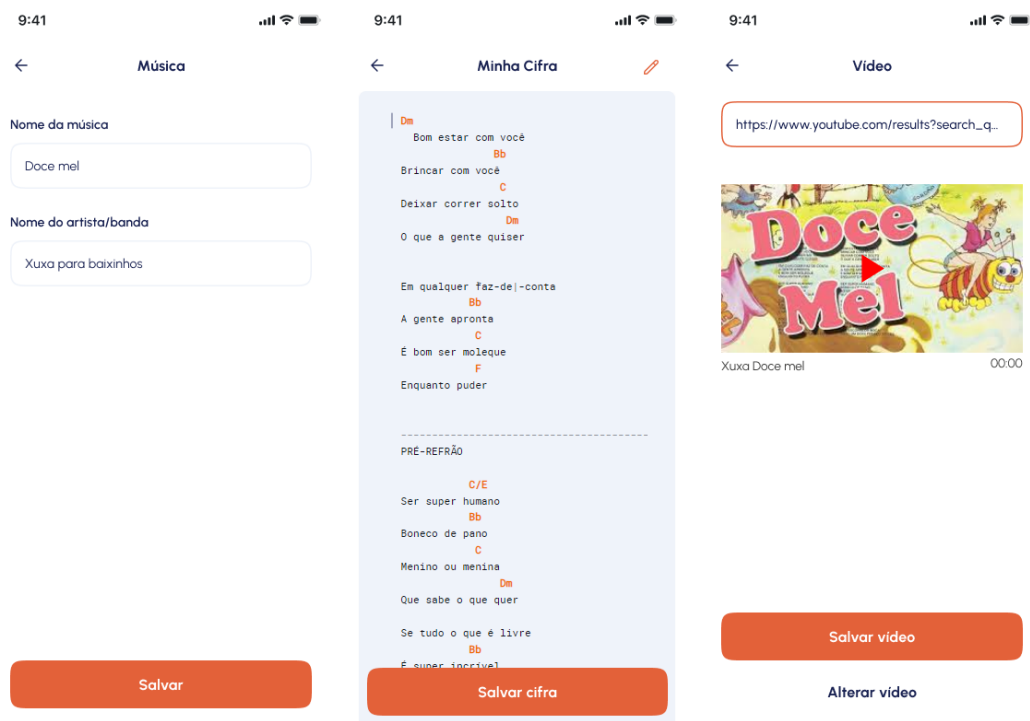 9:41
Música
Nome da música
Doce mel
Nome do artista/banda
Xuxa para baixinhos
Salvar
9:41
Minha Cifra
Dm
Bom estar com você
Bb
Brincar com você
C
Deixar correr solto
Dm
O que a gente quiser
Em qualquer faz-de|-conta
Bb
A gente apronta
C
É bom ser moleque
F
Enquanto puder
---------------------------------------
PRÉ-REFRÃO
C/E
Ser super humano
Bb
Boneco de pano
C
Menino ou menina
Dm
Que sabe o que quer
Se tudo o que é livre
Bb
É super incrível
Salvar cifra
9:41
Vídeo
https://www.youtube.com/results?search_q...
Doce
Mel
Xuxa Doce mel
00:00
Salvar vídeo
Alterar vídeo